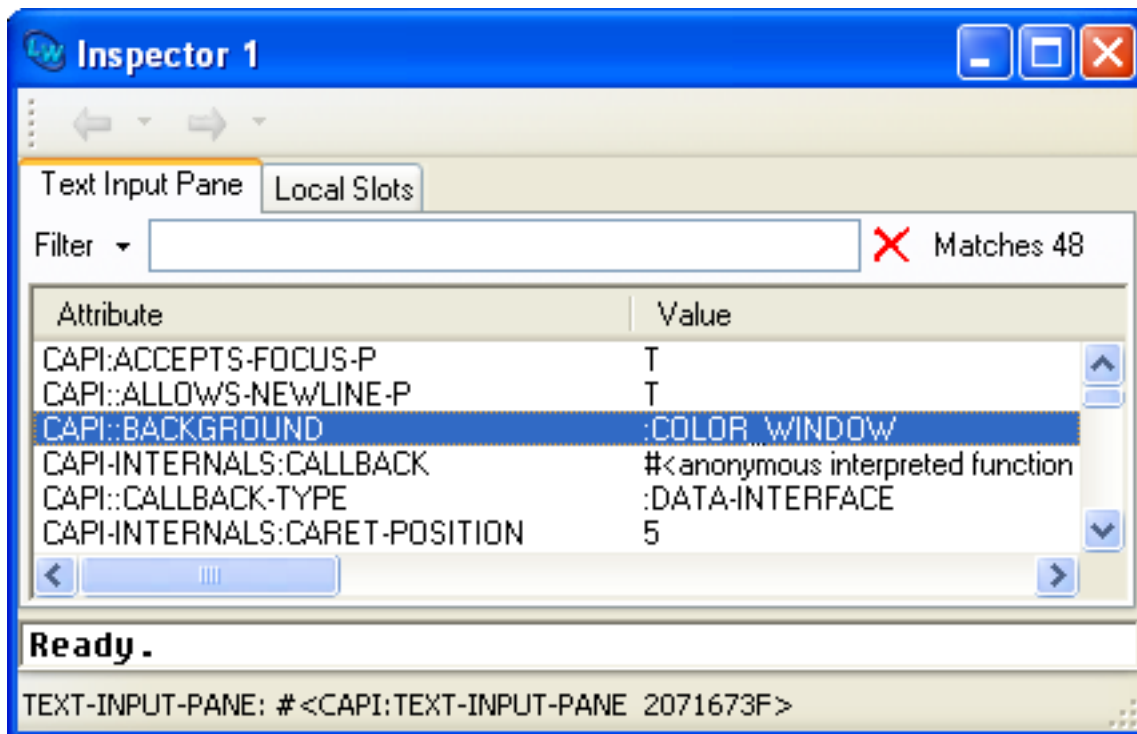 Inspector 1
Text Input Pane Local Slots
Filter Matches 48
Attribute Value
CAPI:ACCEPTS-FOCUS-P T
CAPI::ALLOWS-NEWLINE-P T
CAPI::BACKGROUND :COLOR_WINDOW
CAPI-INTERNALS:CALLBACK #<anonymous interpreted function
CAPI::CALLBACK-TYPE :DATA-INTERFACE
CAPI-INTERNALS:CARET-POSITION 5
Ready.
TEXT-INPUT-PANE: #<CAPI:TEXT-INPUT-PANE 2071673F>